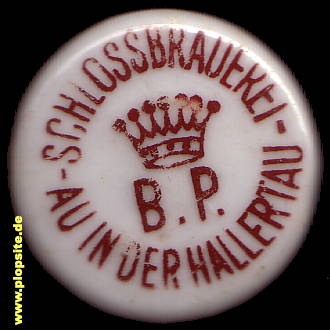 -SCHLOSSBRAUEREI-
B.P.
AU IN DER HALLERTAU
www.plopsite.de